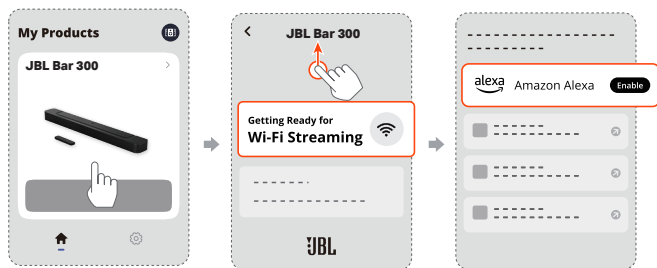 My Products
JBL Bar 300
JBL Bar 300
Getting Ready for
Wi-Fi Streaming
JBL
alexa
Amazon Alexa
Enable